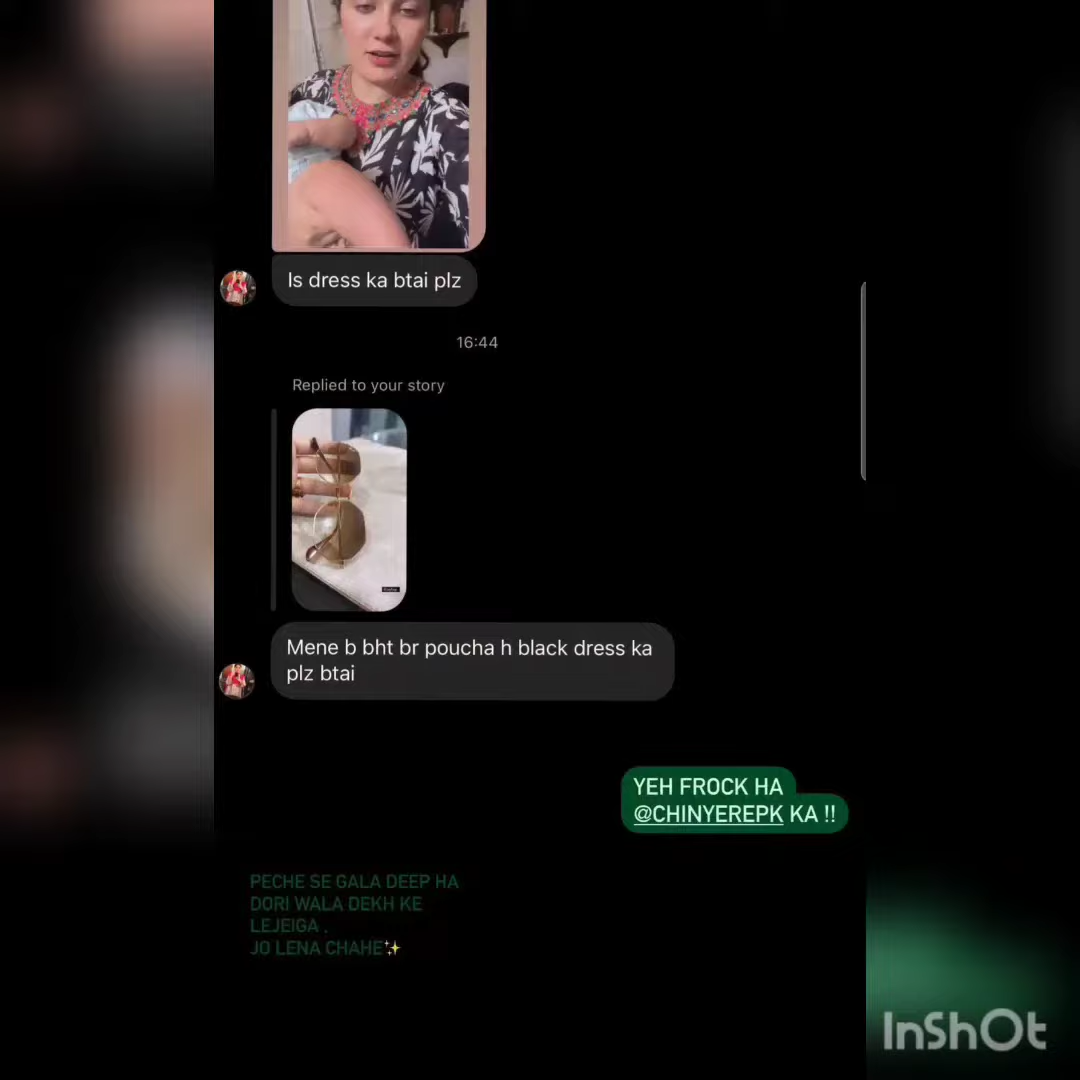 Is dress ka btai plz
16:44
Replied to your story
Mene b bht br poucha h black dress ka
plz btai
YEH FROCK HA
@CHINYEREPK KA !!
PECHE SE GALA DEEP HA
DORI WALA DEKH KE
LEJEIGA .
JO LENA CHAHE✨
InShOt